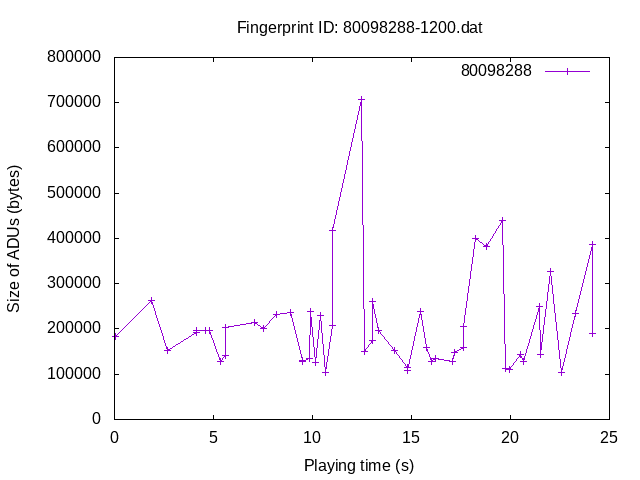 Fingerprint ID: 80098288-1200.dat
80098288
800000
700000
600000
500000
400000
300000
200000
100000
0
Size of ADUs (bytes)
0 5 10 15 20 25
Playing time (s)